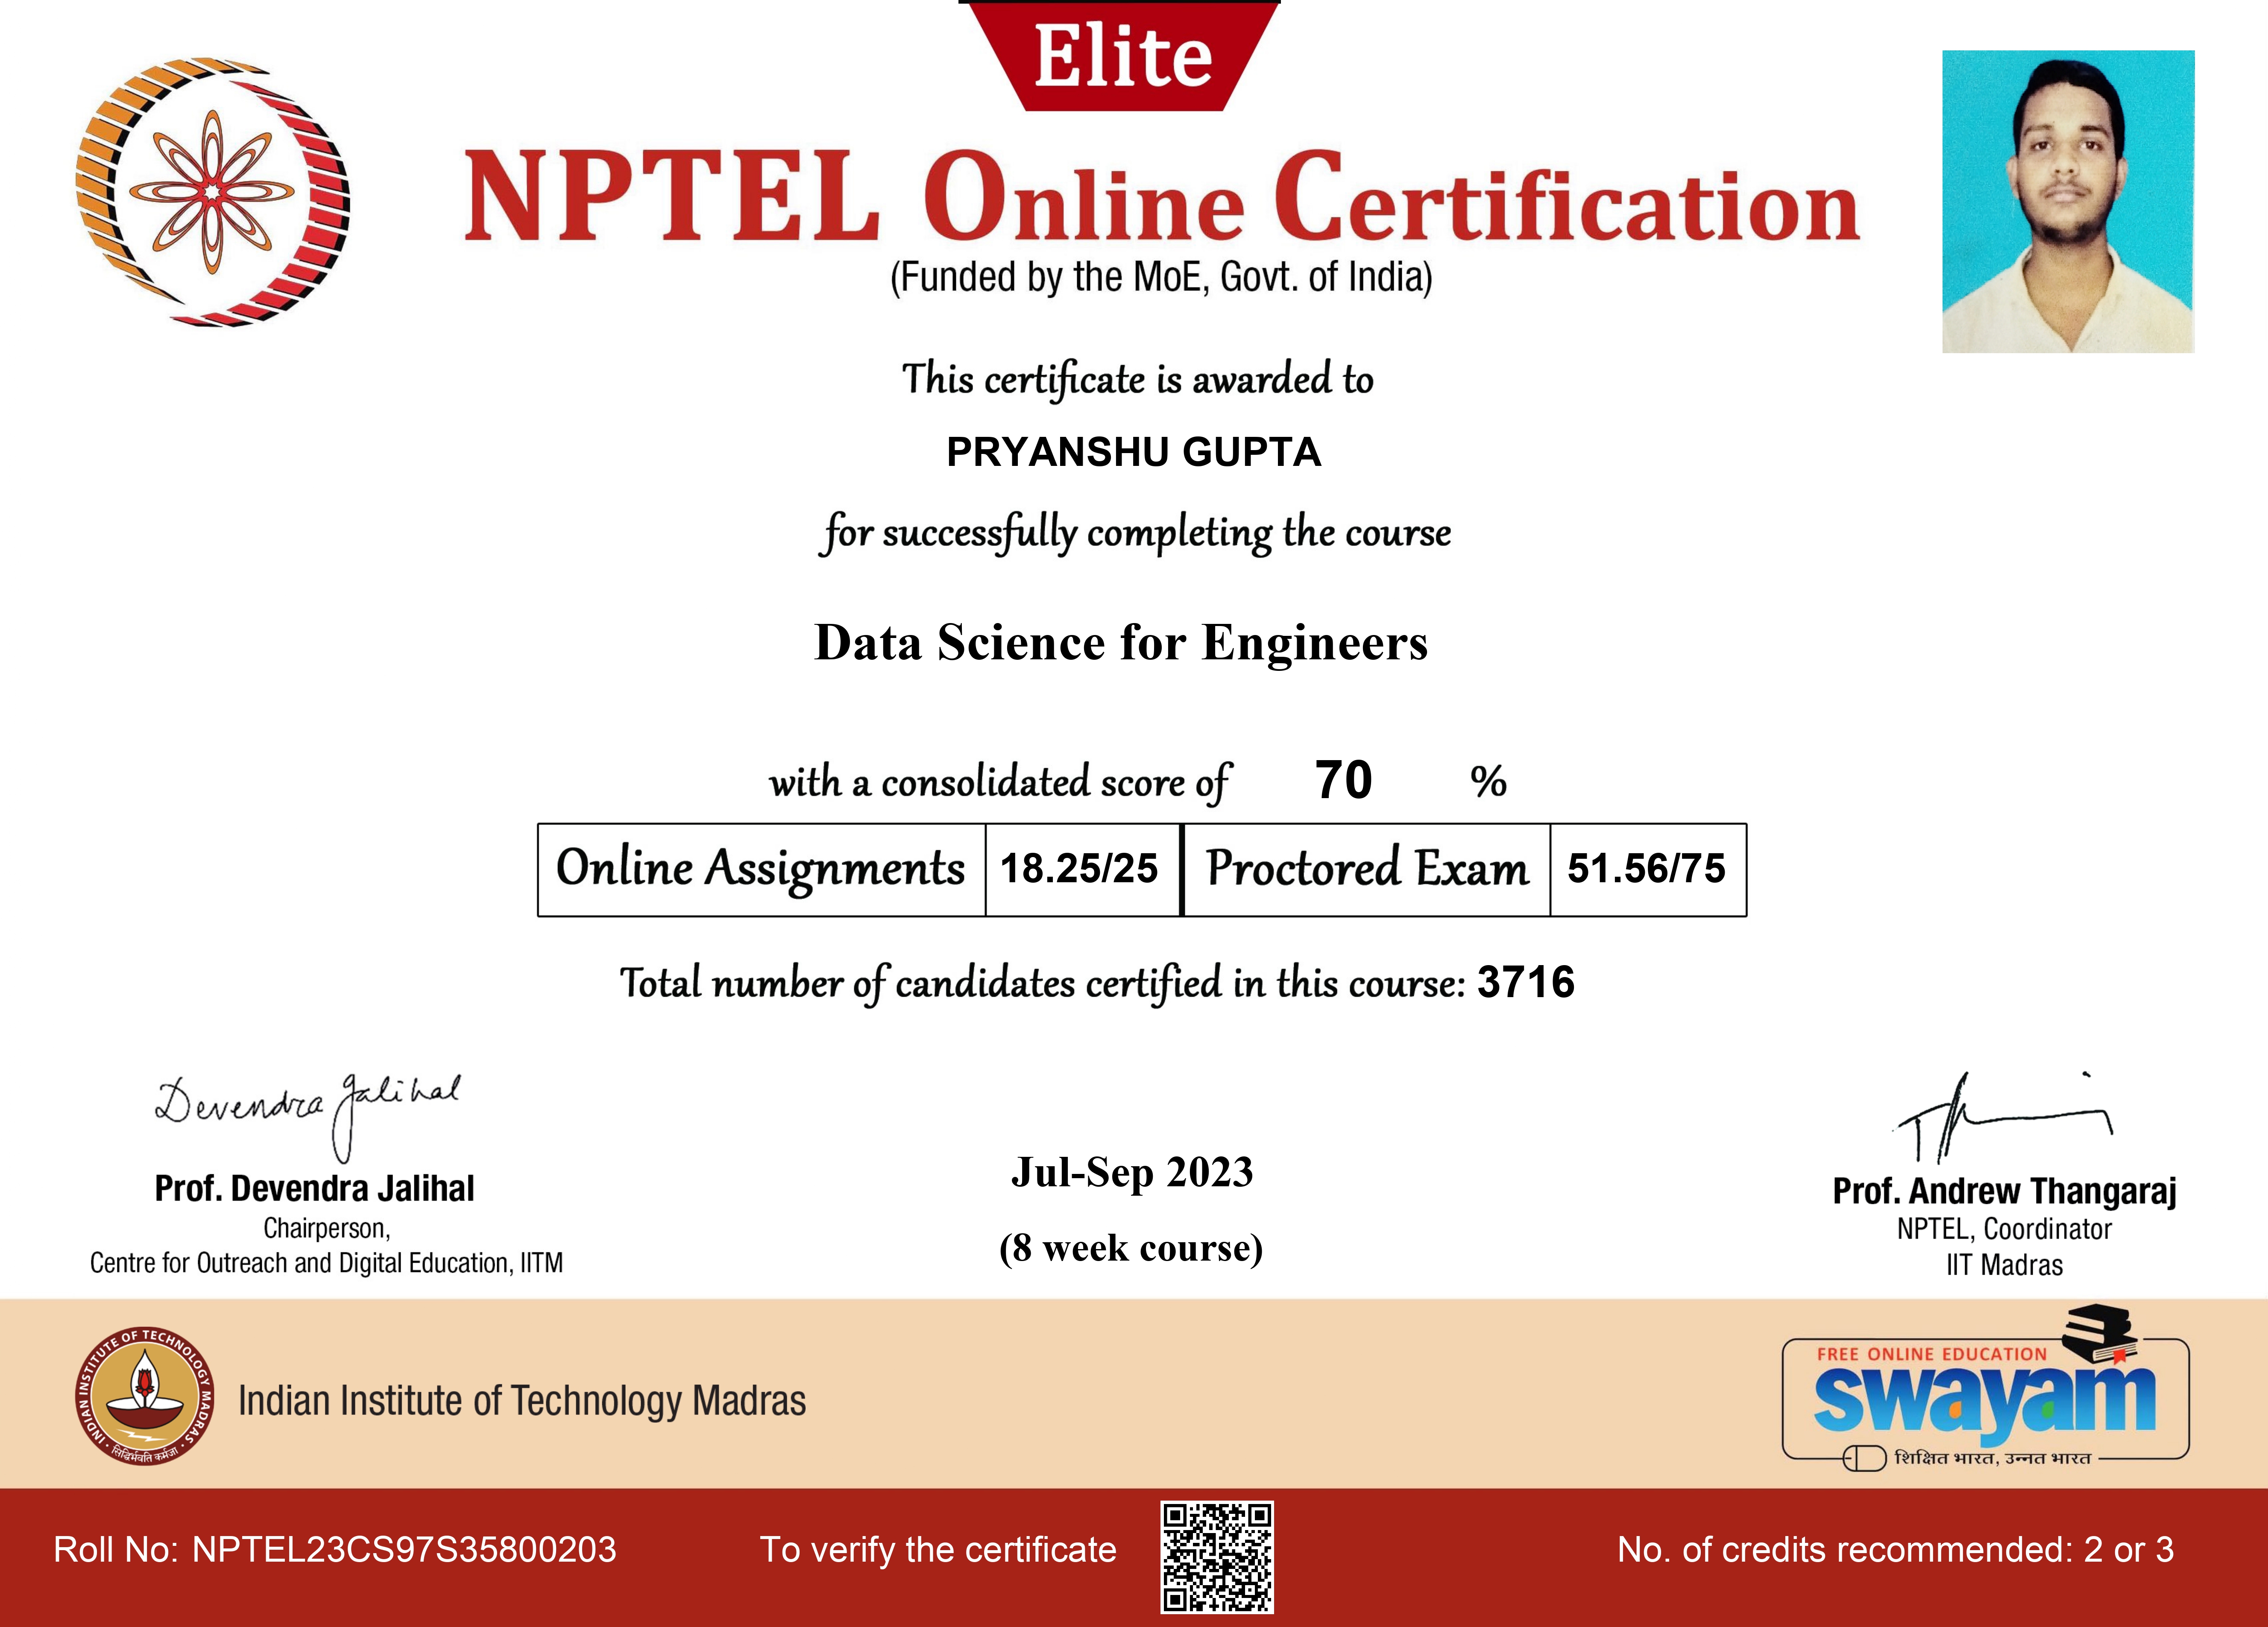 Elite
NPTEL Online Certification
(Funded by the MoE, Govt. of India)
This certificate is awarded to
PRYANSHU GUPTA
for successfully completing the course
Data Science for Engineers
with a consolidated score of 70 %
Online Assignments 18.25/25 Proctored Exam 51.56/75
Total number of candidates certified in this course: 3716
Devendra Jalihal
Prof. Devendra Jalihal
Chairperson,
Centre for Outreach and Digital Education, IITM
Jul-Sep 2023
(8 week course)
Prof. Andrew Thangaraj
NPTEL, Coordinator
IIT Madras
INDIAN INSTITUTE OF TECHNOLOGY MADRAS
सिद्धिर्भवति कर्मजा
Indian Institute of Technology Madras
FREE ONLINE EDUCATION
swayam
शिक्षित भारत, उन्नत भारत
Roll No: NPTEL23CS97S35800203
To verify the certificate
No. of credits recommended: 2 or 3